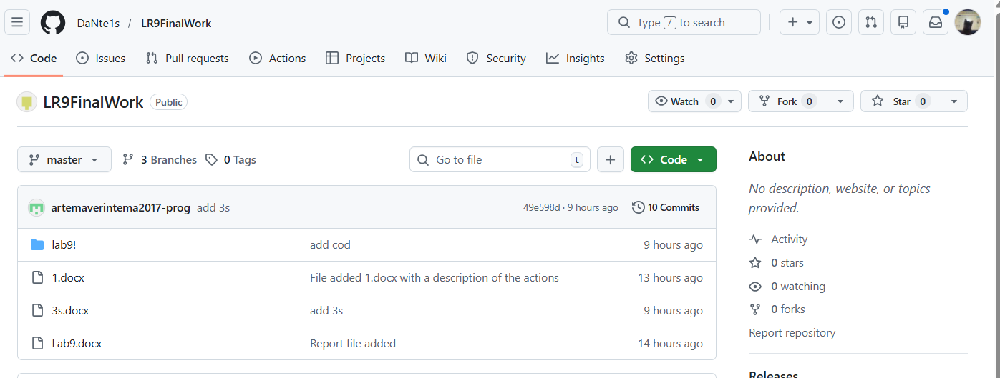 DaNte1s / LR9FinalWork
Type / to search
Code Issues Pull requests Actions Projects Wiki Security Insights Settings
LR9FinalWork Public
Watch 0 Fork 0 Star 0
master 3 Branches 0 Tags
Go to file t
Code
artemaverintema2017-prog add 3s 49e598d · 9 hours ago 10 Commits
lab9! add cod 9 hours ago
1.docx File added 1.docx with a description of the actions 13 hours ago
3s.docx add 3s 9 hours ago
Lab9.docx Report file added 14 hours ago
About
No description, website, or topics
provided.
Activity
0 stars
0 watching
0 forks
Report repository
Releases